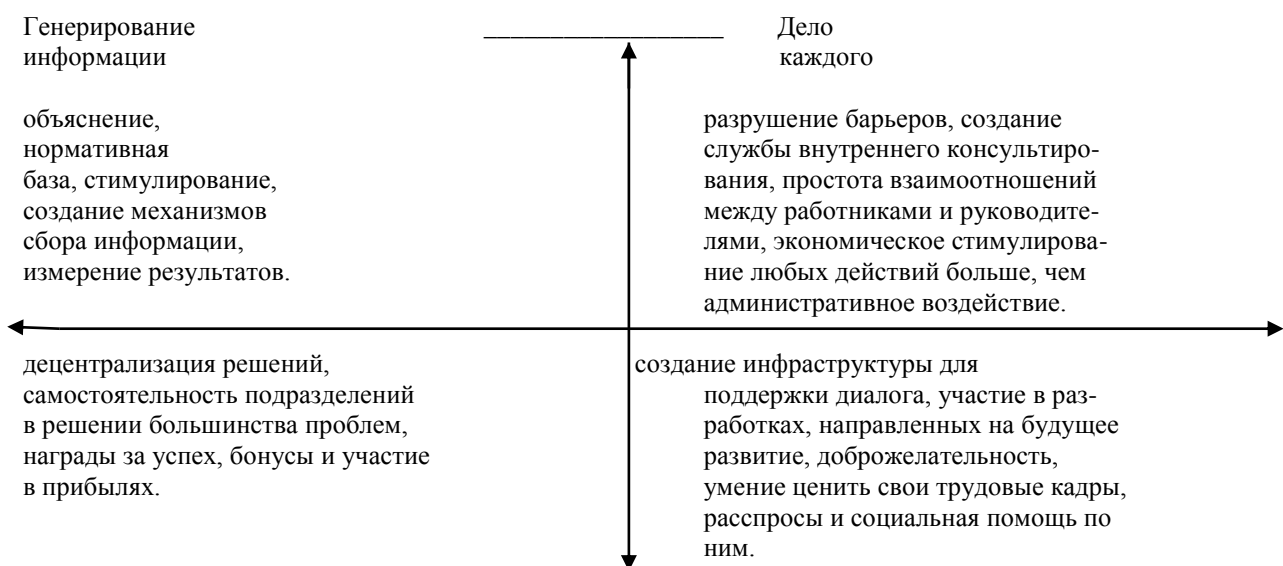 Генерирование
информации
__________________
Дело
каждого
объяснение,
нормативная
база, стимулирование,
создание механизмов
сбора информации,
измерение результатов.
разрушение барьеров, создание
службы внутреннего консультиро-
вания, простота взаимоотношений
между работниками и руководите-
лями, экономическое стимулирова-
ние любых действий больше, чем
административное воздействие.
децентрализация решений,
самостоятельность подразделений
в решении большинства проблем,
награды за успех, бонусы и участие
в прибылях.
создание инфраструктуры для
поддержки диалога, участие в раз-
работках, направленных на будущее
развитие, доброжелательность,
умение ценить свои трудовые кадры,
расспросы и социальная помощь по
ним.